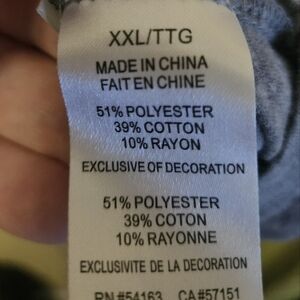 XXL/TTG
MADE IN CHINA
FAIT EN CHINE
51% POLYESTER
39% COTTON
10% RAYON
EXCLUSIVE OF DECORATION
51% POLYESTER
39% COTON
10% RAYONNE
EXCLUSIVITE DE LA DECORATION
RN #54163 CA#57151